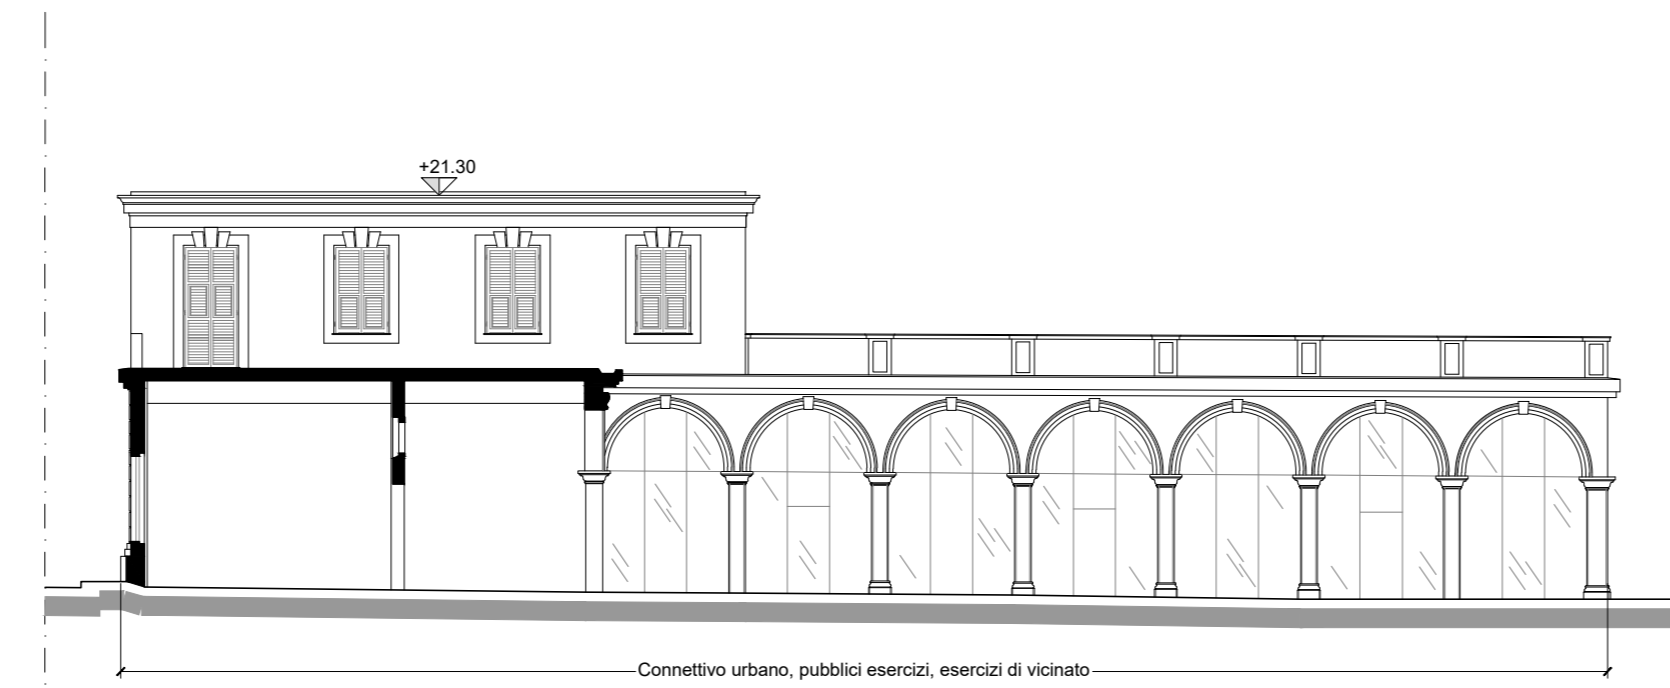 +21.30
Connettivo urbano, pubblici esercizi, esercizi di vicinato